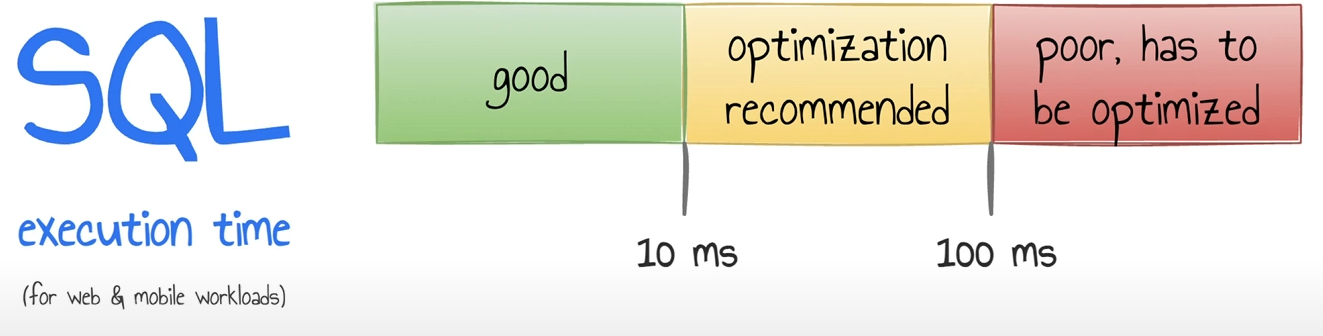 SQL
execution time
(for web & mobile workloads)
good
optimization
recommended
poor, has to
be optimized
10 ms
100 ms